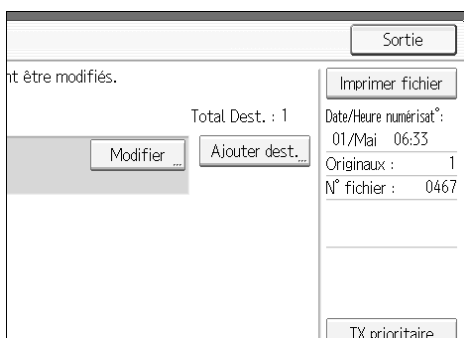 Sortie
nt être modifiés.
Imprimer fichier
Total Dest. : 1
Date/Heure numérisat°:
Modifier ...
Ajouter dest. ...
01/Mai 06:33
Originaux : 1
N° fichier : 0467
TX prioritaire